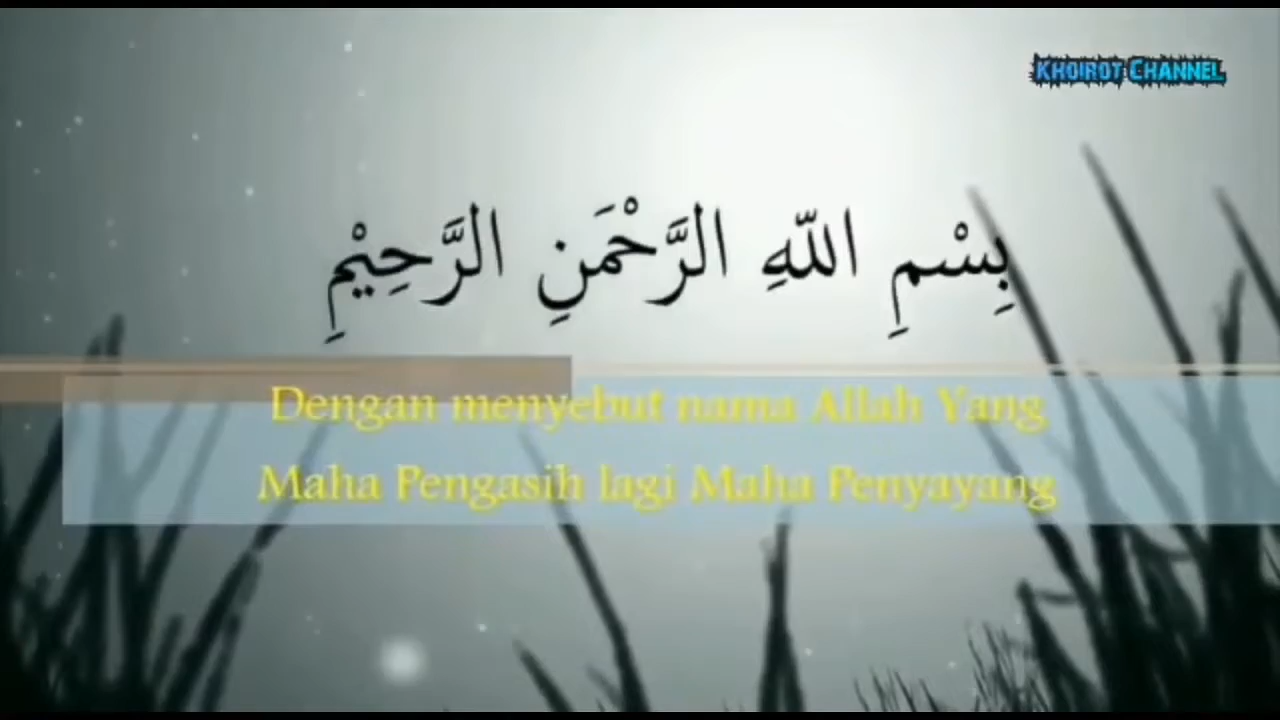 KHOIROT CHANNEL
بِسْمِ اللّهِ الرَّحْمَنِ الرَّحِيْمِ
Dengan menyebut nama Allah Yang
Maha Pengasih lagi Maha Penyayang